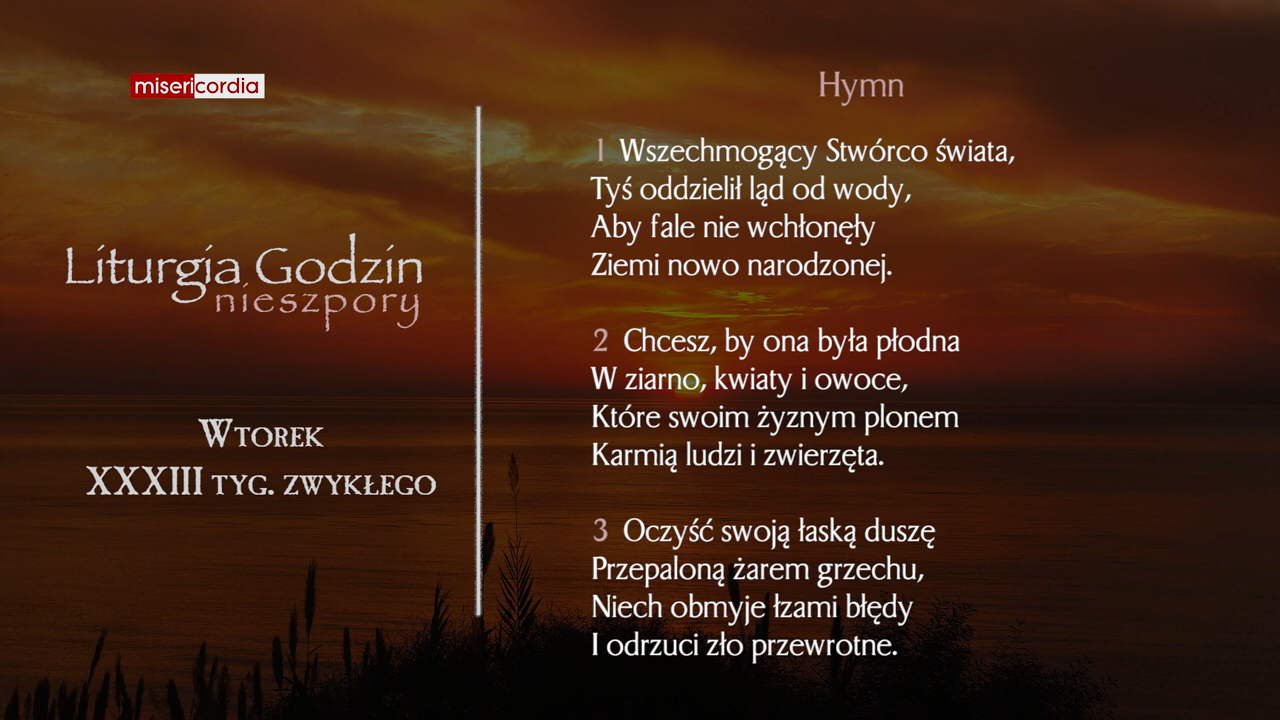 misericordia
Liturgia Godzin
nieszpory
Wtorek
XXXIII tyg. zwykłego
Hymn
1 Wszechmogący Stwórco świata,
Tyś oddzielił ląd od wody,
Aby fale nie wchłonęły
Ziemi nowo narodzonej.
2 Chcesz, by ona była płodna
W ziarno, kwiaty i owoce,
Które swoim żyznym plonem
Karmią ludzi i zwierzęta.
3 Oczyść swoją łaską duszę
Przepaloną żarem grzechu,
Niech obmyje łzami błędy
I odrzuci zło przewrotne.